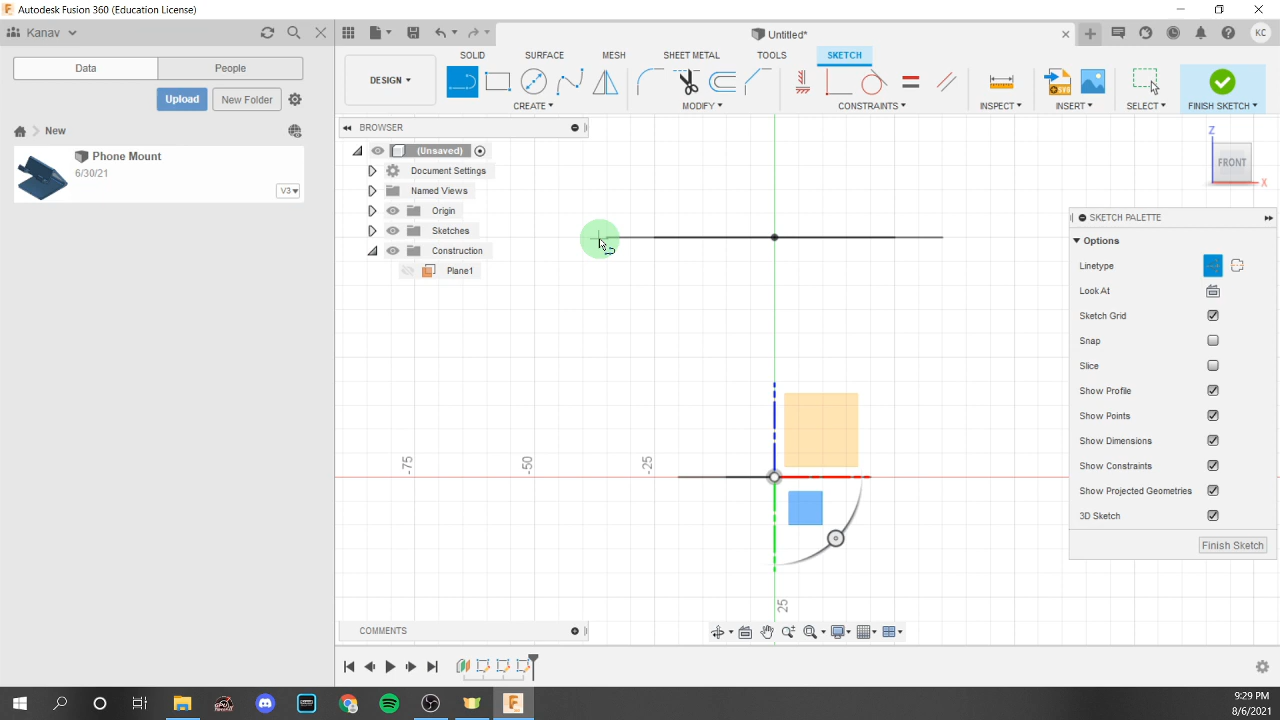 Autodesk Fusion 360 (Education License)
Kanav
Untitled*
KC
Data
People
Upload
New Folder
New
Phone Mount
6/30/21
V3
DESIGN
SOLID
SURFACE
MESH
SHEET METAL
TOOLS
SKETCH
CREATE
MODIFY
CONSTRAINTS
INSPECT
INSERT
SELECT
FINISH SKETCH
BROWSER
(Unsaved)
Document Settings
Named Views
Origin
Sketches
Construction
Plane1
Z
FRONT
X
SKETCH PALETTE
Options
Linetype
Look At
Sketch Grid
Snap
Slice
Show Profile
Show Points
Show Dimensions
Show Constraints
Show Projected Geometries
3D Sketch
Finish Sketch
-75
-50
-25
25
COMMENTS
9:29 PM
8/6/2021